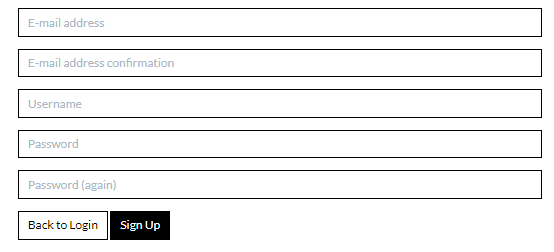 E-mail address
E-mail address confirmation
Username
Password
Password (again)
Back to Login Sign Up